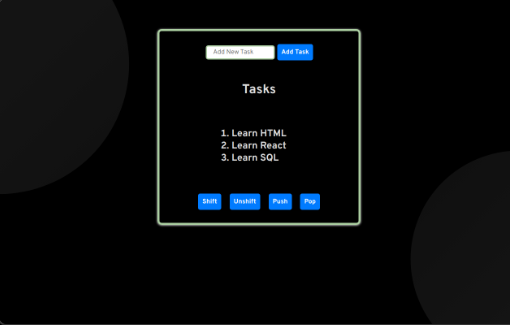 Add New Task Add Task
Tasks
1. Learn HTML
2. Learn React
3. Learn SQL
Shift Unshift Push Pop